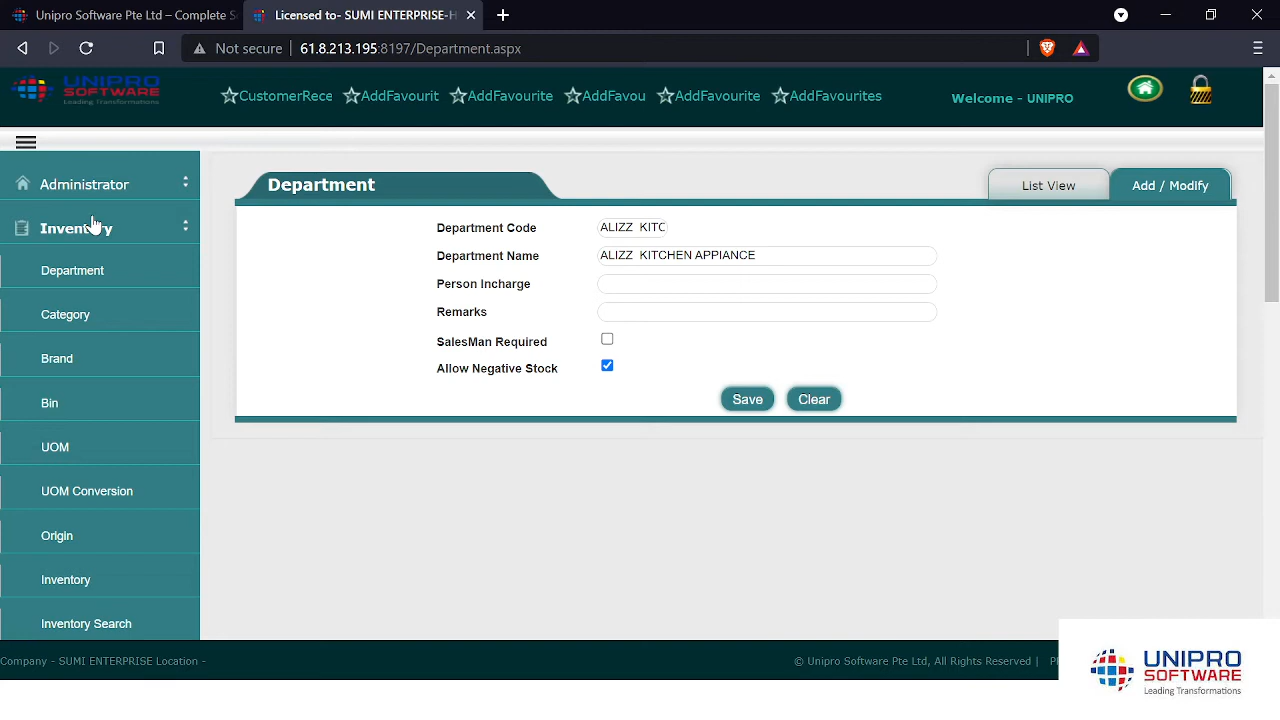 Unipro Software Pte Ltd – Complete S
Licensed to- SUMI ENTERPRISE-H
Not secure
61.8.213.195:8197/Department.aspx
UNIPRO
SOFTWARE
Leading Transformations
CustomerRece
AddFavourit
AddFavourite
AddFavou
AddFavourite
AddFavourites
Welcome - UNIPRO
Administrator
Inventory
Department
Category
Brand
Bin
UOM
UOM Conversion
Origin
Inventory
Inventory Search
Department
List View
Add / Modify
Department Code
ALIZZ KITC
Department Name
ALIZZ KITCHEN APPIANCE
Person Incharge
Remarks
SalesMan Required
Allow Negative Stock
Save
Clear
Company - SUMI ENTERPRISE Location -
© Unipro Software Pte Ltd, All Rights Reserved |
UNIPRO
SOFTWARE
Leading Transformations